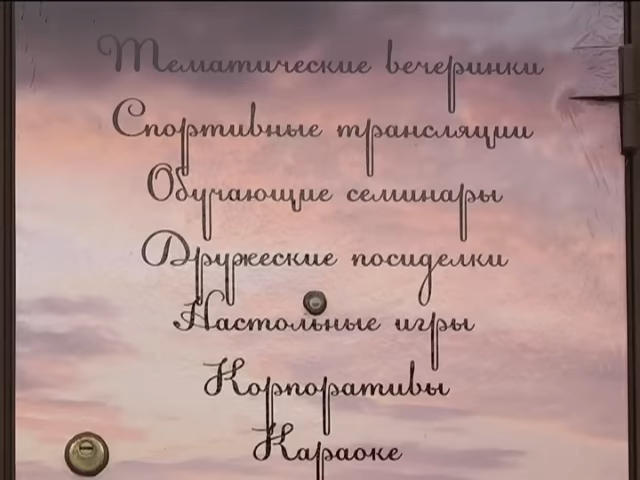 Тематические вечеринки
Спортивные трансляции
Обучающие семинары
Дружеские посиделки
Настольные игры
Корпоративы
Караоке